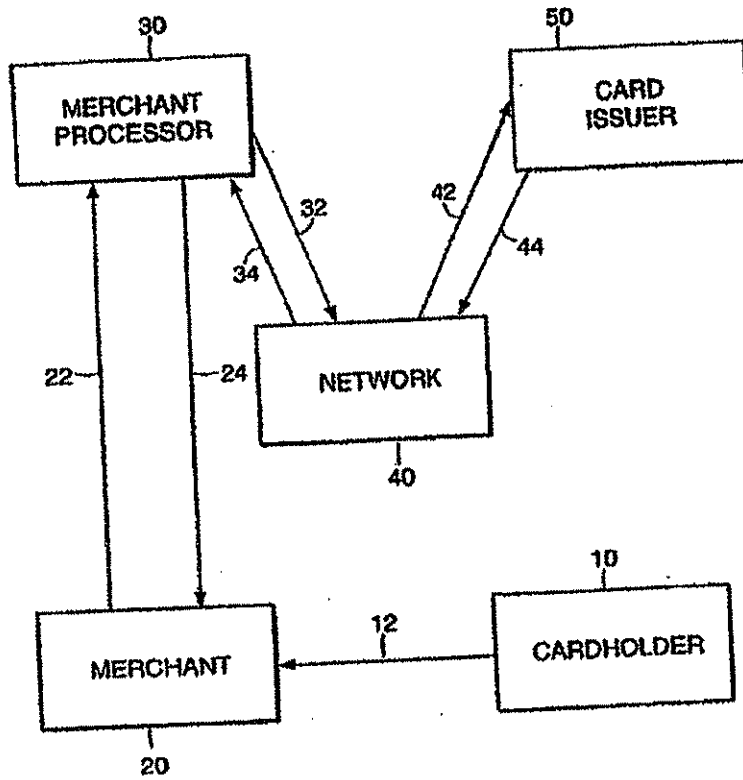 30
50
MERCHANT
PROCESSOR
CARD
ISSUER
32
42
34
44
NETWORK
22
24
40
10
12
MERCHANT
CARDHOLDER
20